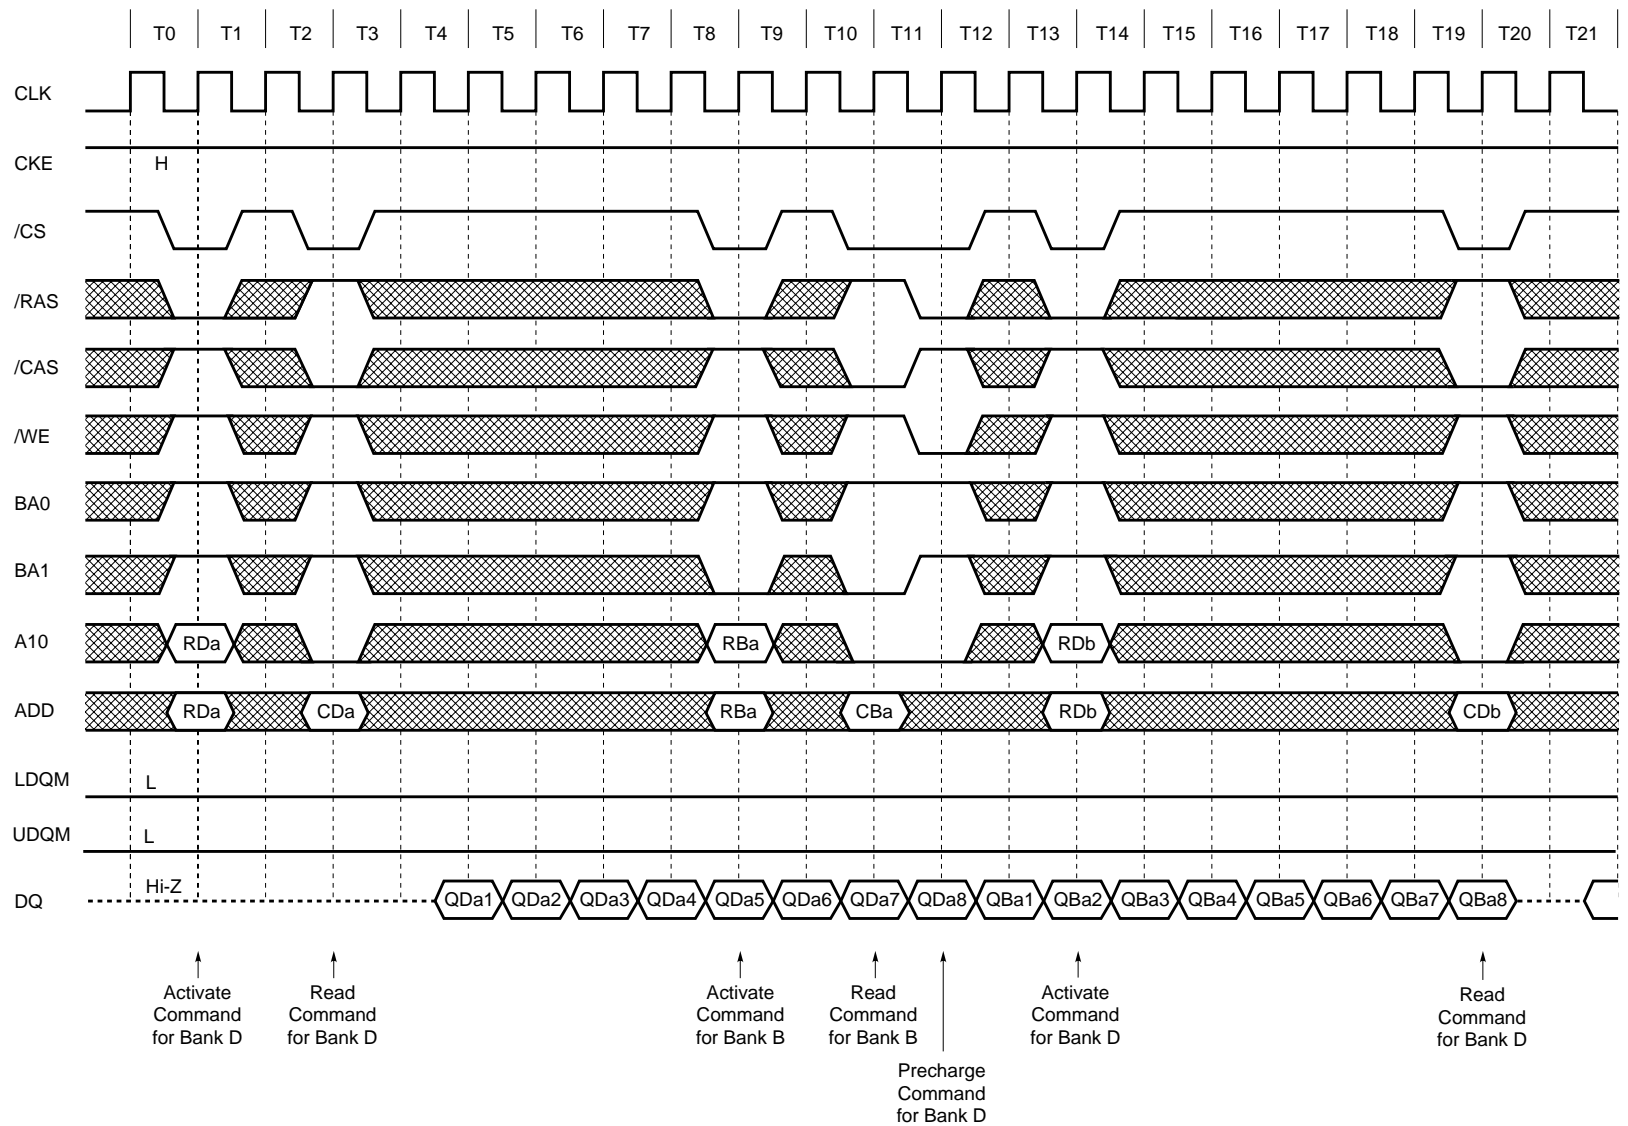 T0 T1 T2 T3 T4 T5 T6 T7 T8 T9 T10 T11 T12 T13 T14 T15 T16 T17 T18 T19 T20 T21
CLK
CKE H
/CS
/RAS
/CAS
/WE
BA0
BA1
A10 RDa RBa RDb
ADD RDa CDa RBa CBa RDb CDb
LDQM L
UDQM L
DQ Hi-Z QDa1 QDa2 QDa3 QDa4 QDa5 QDa6 QDa7 QDa8 QBa1 QBa2 QBa3 QBa4 QBa5 QBa6 QBa7 QBa8
Activate
Command
for Bank D
Read
Command
for Bank D
Activate
Command
for Bank B
Read
Command
for Bank B
Precharge
Command
for Bank D
Activate
Command
for Bank D
Read
Command
for Bank D